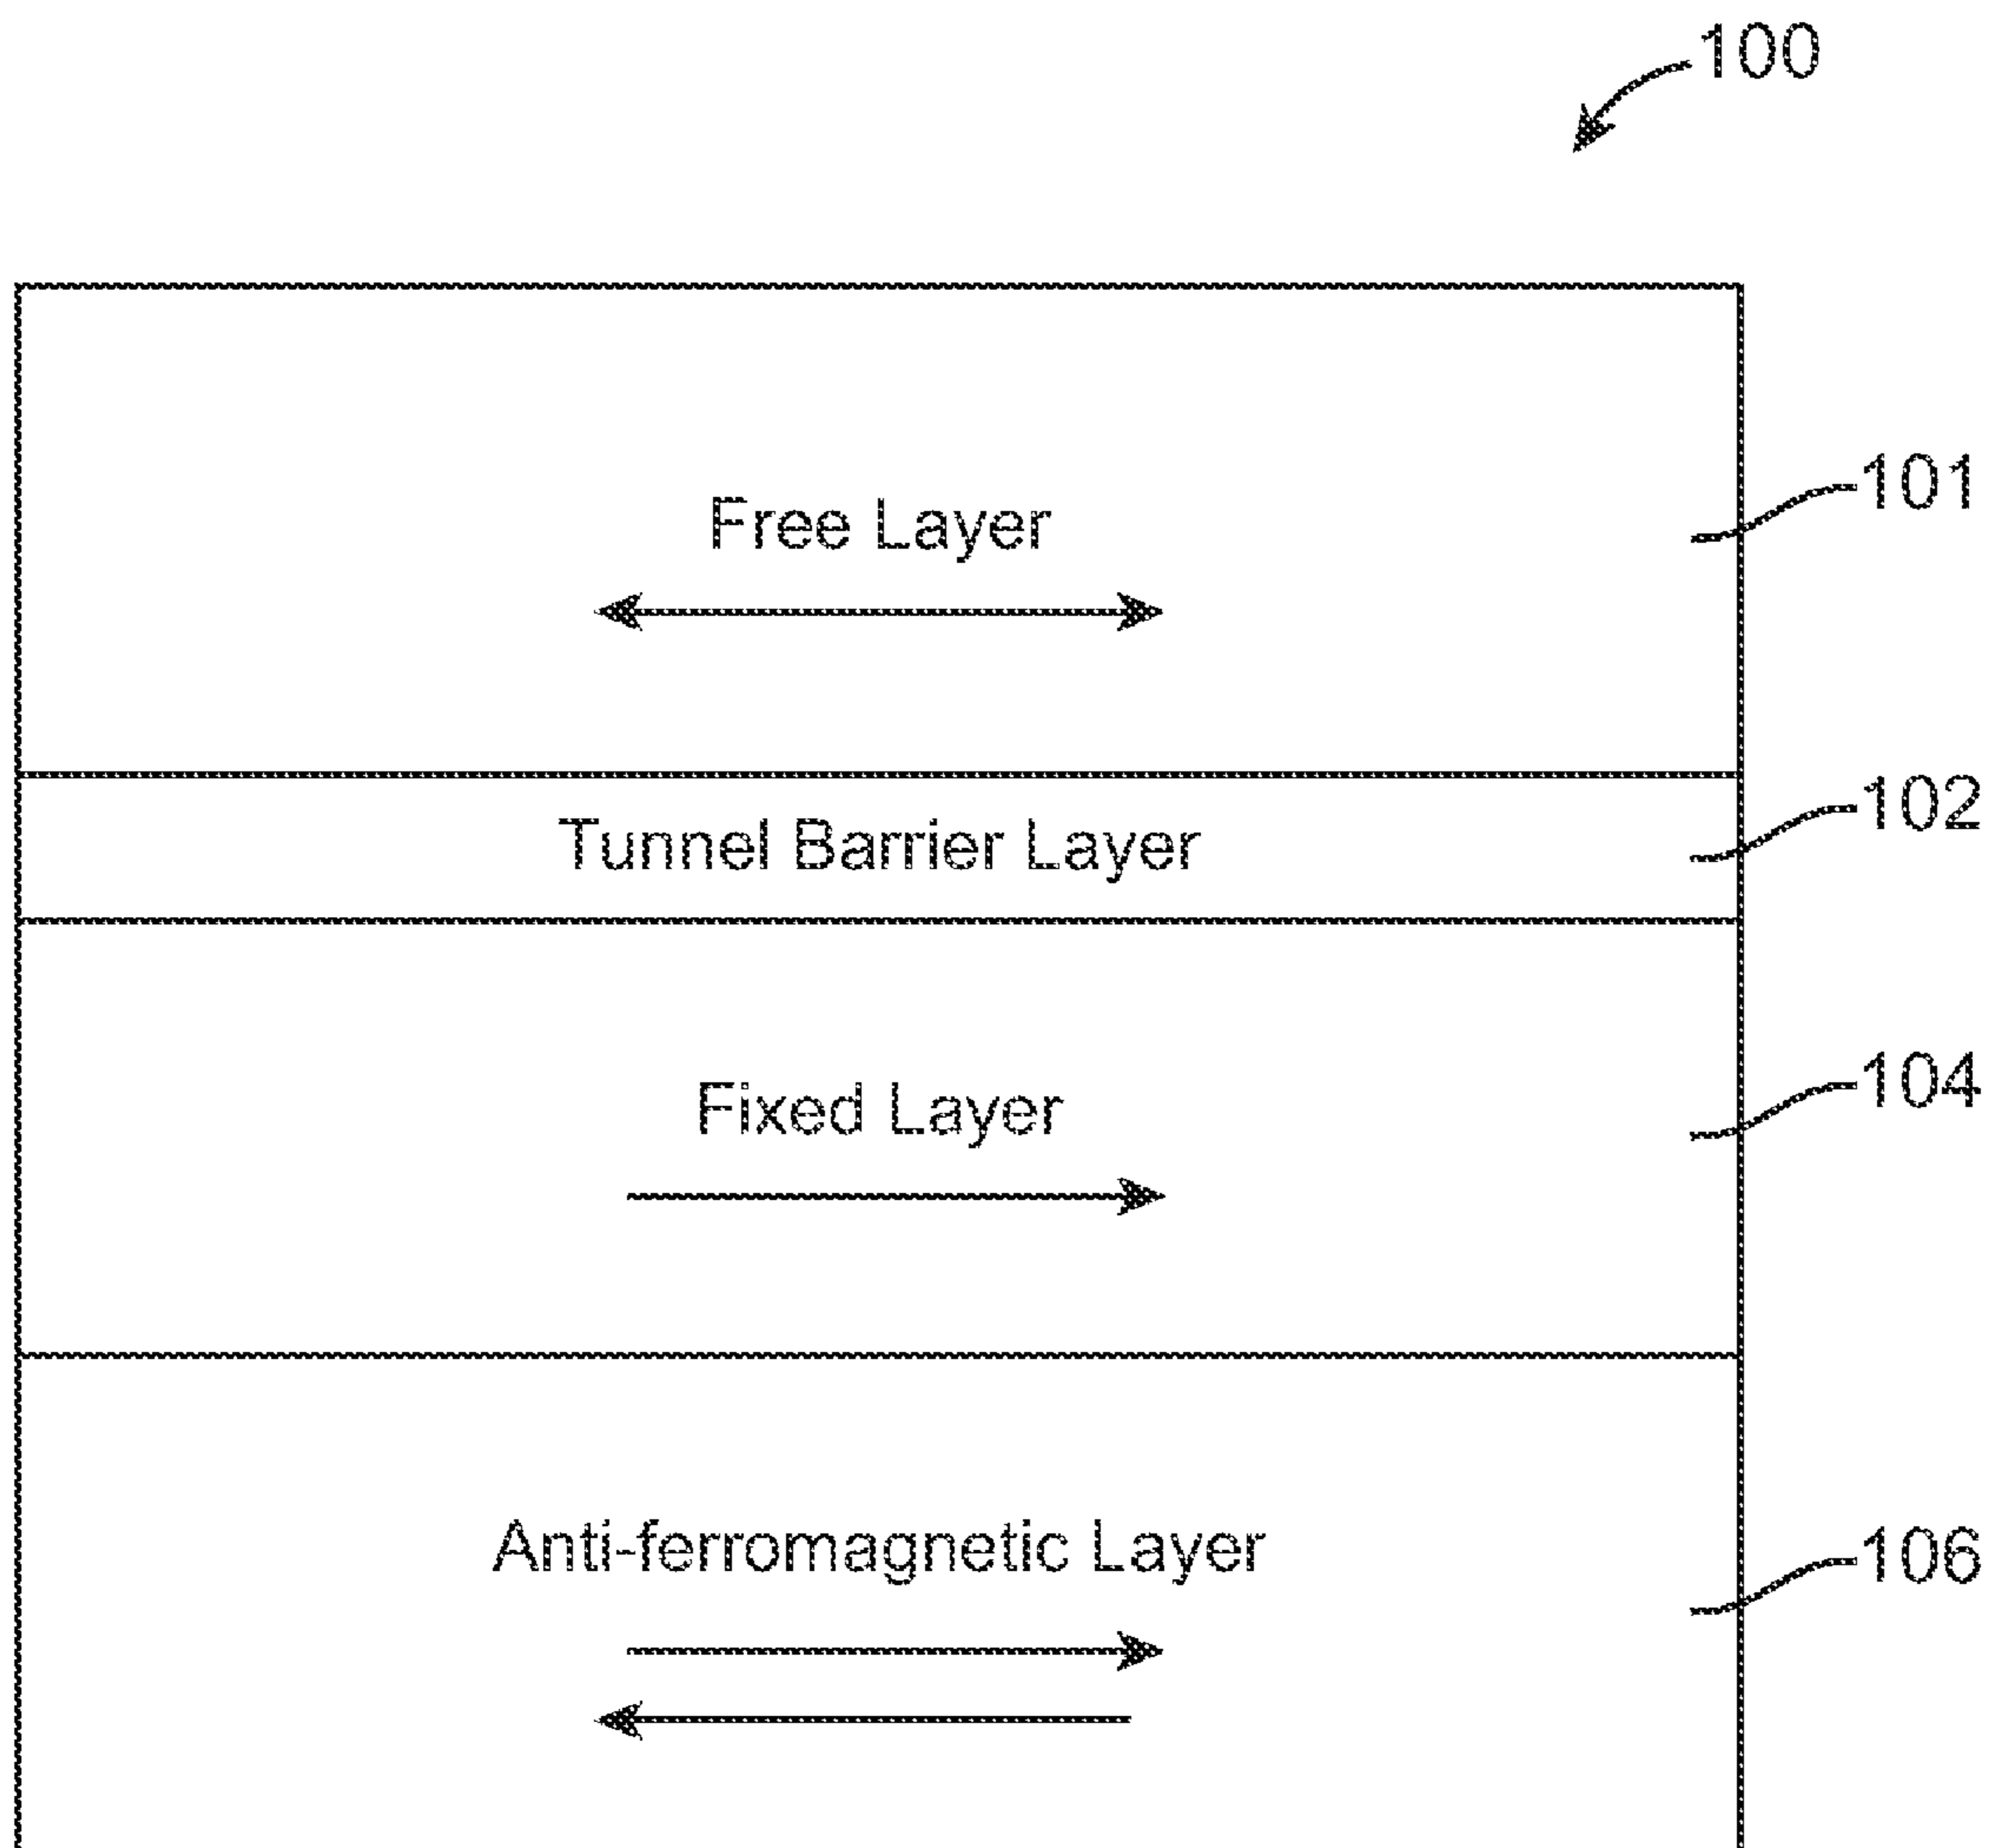 100
Free Layer
101
Tunnel Barrier Layer
102
Fixed Layer
104
Anti-ferromagnetic Layer
106